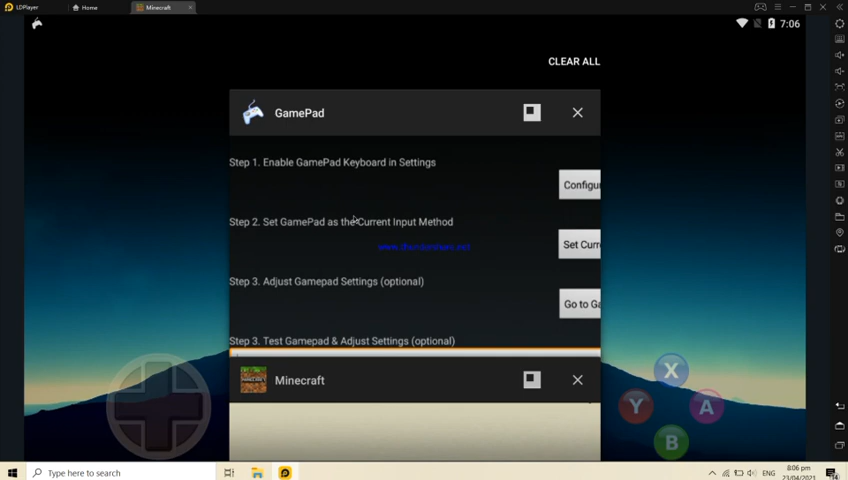 LDPlayer
Home
Minecraft
7:06
CLEAR ALL
GamePad
Step 1. Enable GamePad Keyboard in Settings
Configu
Step 2. Set GamePad as the Current Input Method
Set Curr
Step 3. Adjust Gamepad Settings (optional)
Go to Ga
Step 3. Test Gamepad & Adjust Settings (optional)
Minecraft
X
Y
A
B
Type here to search
ENG
8:06 pm
23/04/2021